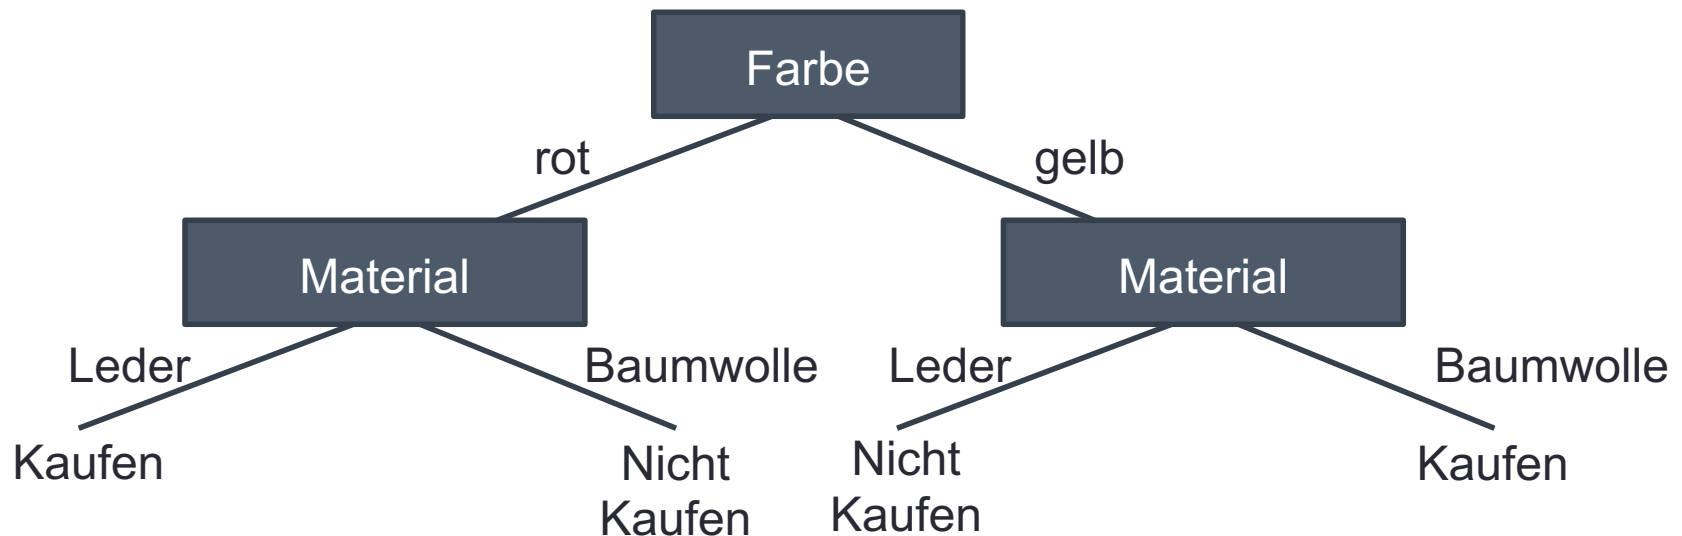 Farbe
rot
gelb
Material
Material
Leder
Baumwolle
Leder
Baumwolle
Kaufen
Nicht
Kaufen
Nicht
Kaufen
Kaufen